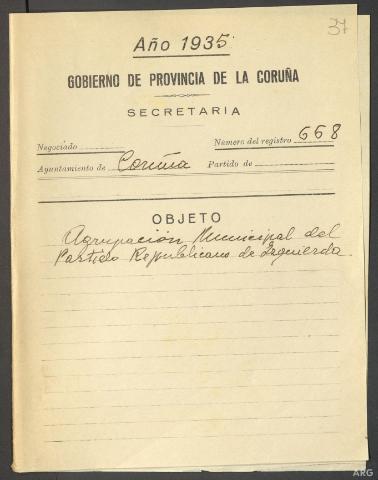 37
Año 1935
GOBIERNO DE PROVINCIA DE LA CORUÑA
SECRETARIA
Negociado
Número del registro 668
Ayuntamiento de Coruña Partido de
OBJETO
Agrupación Municipal del
Partido Republicano de Izquierda.
ARG